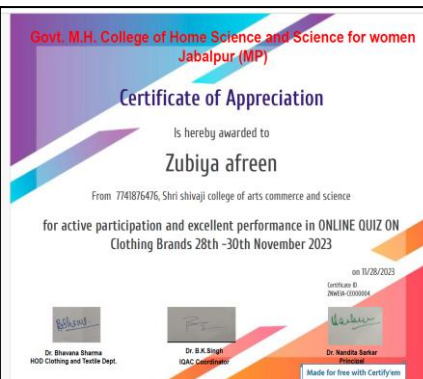 Govt. M.H. College of Home Science and Science for women
Jabalpur (MP)
Certificate of Appreciation
Is hereby awarded to
Zubiya afreen
From 7741876476, Shri shivaji college of arts commerce and science
for active participation and excellent performance in ONLINE QUIZ ON
Clothing Brands 28th -30th November 2023
on 11/28/2023
Certificate ID
Dr. Bhavana Sharma
HOD Clothing and Textile Dept.
Dr. B.K.Singh
IQAC Coordinator
Dr. Nandita Sarkar
Principal
Made for free with Certify'em